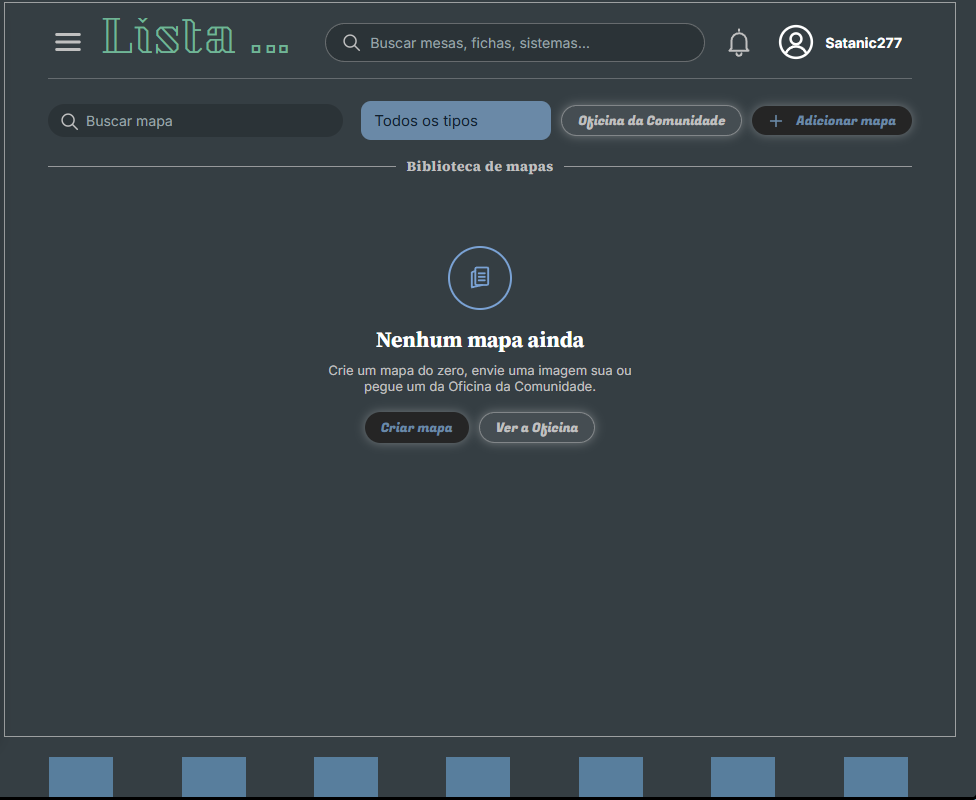 Lista ...
Buscar mesas, fichas, sistemas...
Satanic277
Buscar mapa
Todos os tipos
Oficina da Comunidade
+ Adicionar mapa
Biblioteca de mapas
Nenhum mapa ainda
Crie um mapa do zero, envie uma imagem sua ou
pegue um da Oficina da Comunidade.
Criar mapa
Ver a Oficina